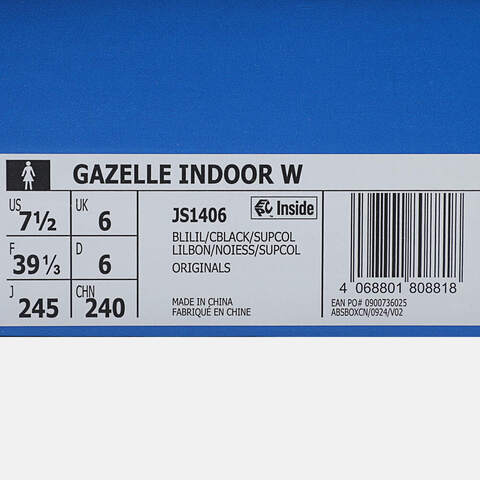 GAZELLE INDOOR W
US 7½ UK 6
F 39⅓ D 6
J 245 CHN 240
JS1406 Inside
BLILIL/CBLACK/SUPCOL
LILBON/NOIESS/SUPCOL
ORIGINALS
MADE IN CHINA
FABRIQUÉ EN CHINE
4 068801 808818
EAN PO# 0900736025
ABSBOXCN/0924/V02